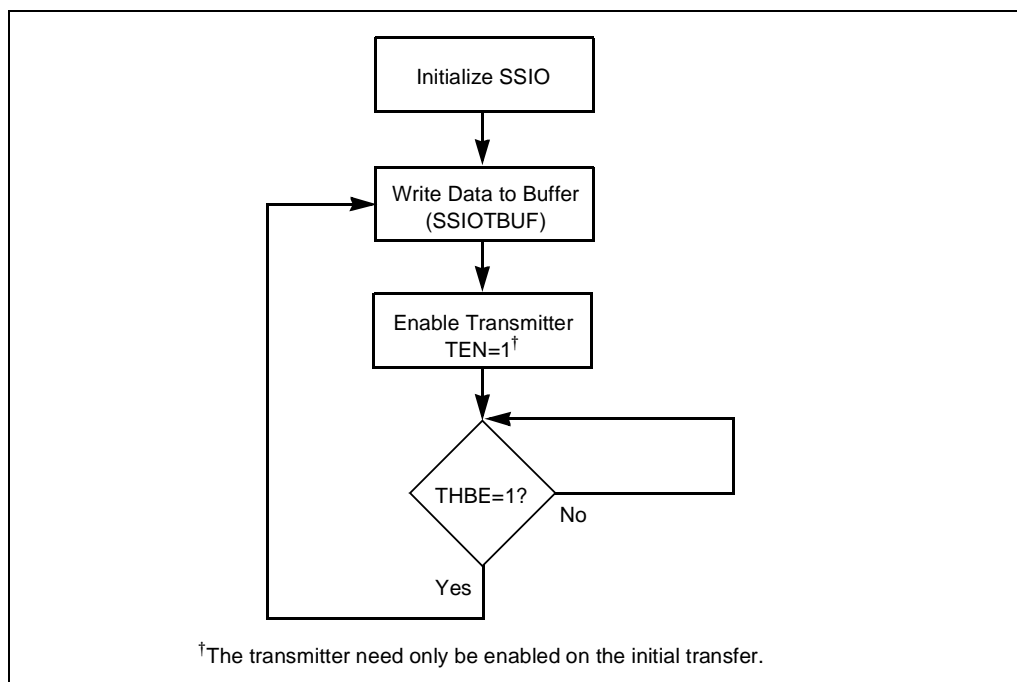 Initialize SSIO
Write Data to Buffer
(SSIOTBUF)
Enable Transmitter
TEN=1†
THBE=1?
No
Yes
†The transmitter need only be enabled on the initial transfer.